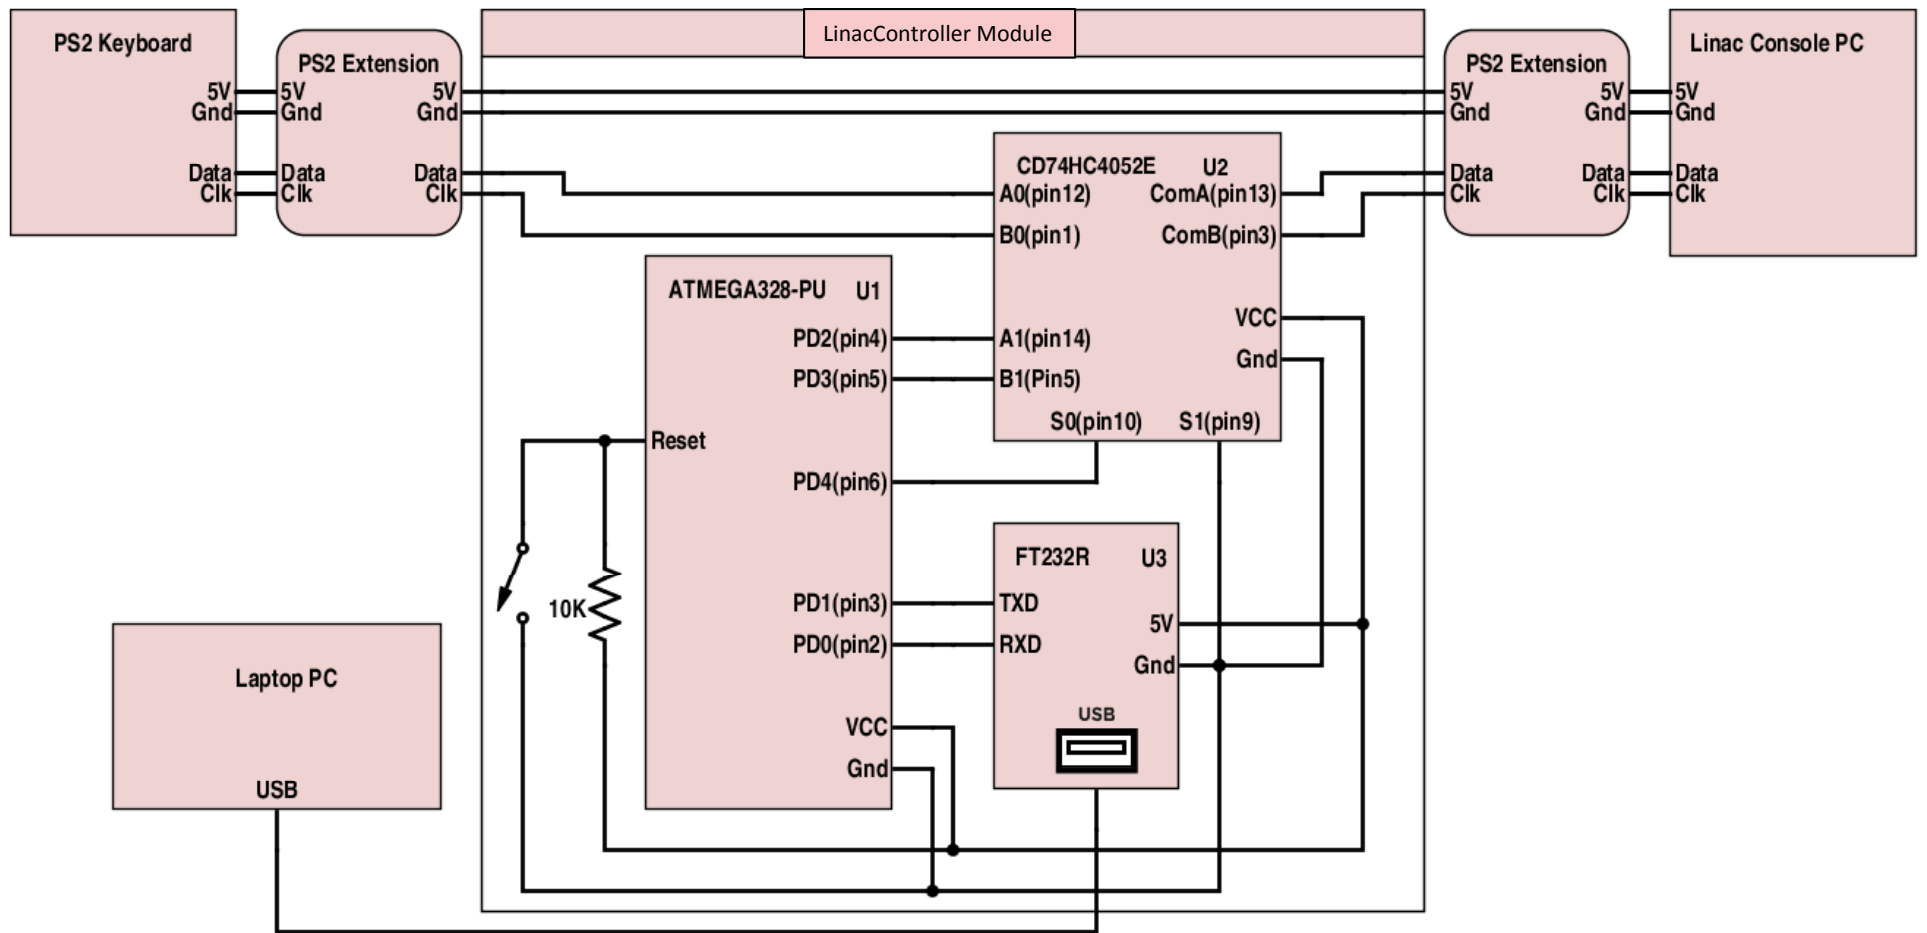 LinacController Module
PS2 Keyboard
5V
Gnd
Data
Clk
PS2 Extension
5V 5V
Gnd Gnd
Data Data
Clk Clk
PS2 Extension
5V 5V
Gnd Gnd
Data Data
Clk Clk
Linac Console PC
5V
Gnd
Data
Clk
CD74HC4052E U2
A0(pin12) ComA(pin13)
B0(pin1) ComB(pin3)
VCC
A1(pin14)
Gnd
B1(Pin5)
S0(pin10) S1(pin9)
ATMEGA328-PU U1
PD2(pin4)
PD3(pin5)
Reset
PD4(pin6)
PD1(pin3)
PD0(pin2)
VCC
Gnd
10K
FT232R U3
TXD
5V
RXD
Gnd
USB
Laptop PC
USB